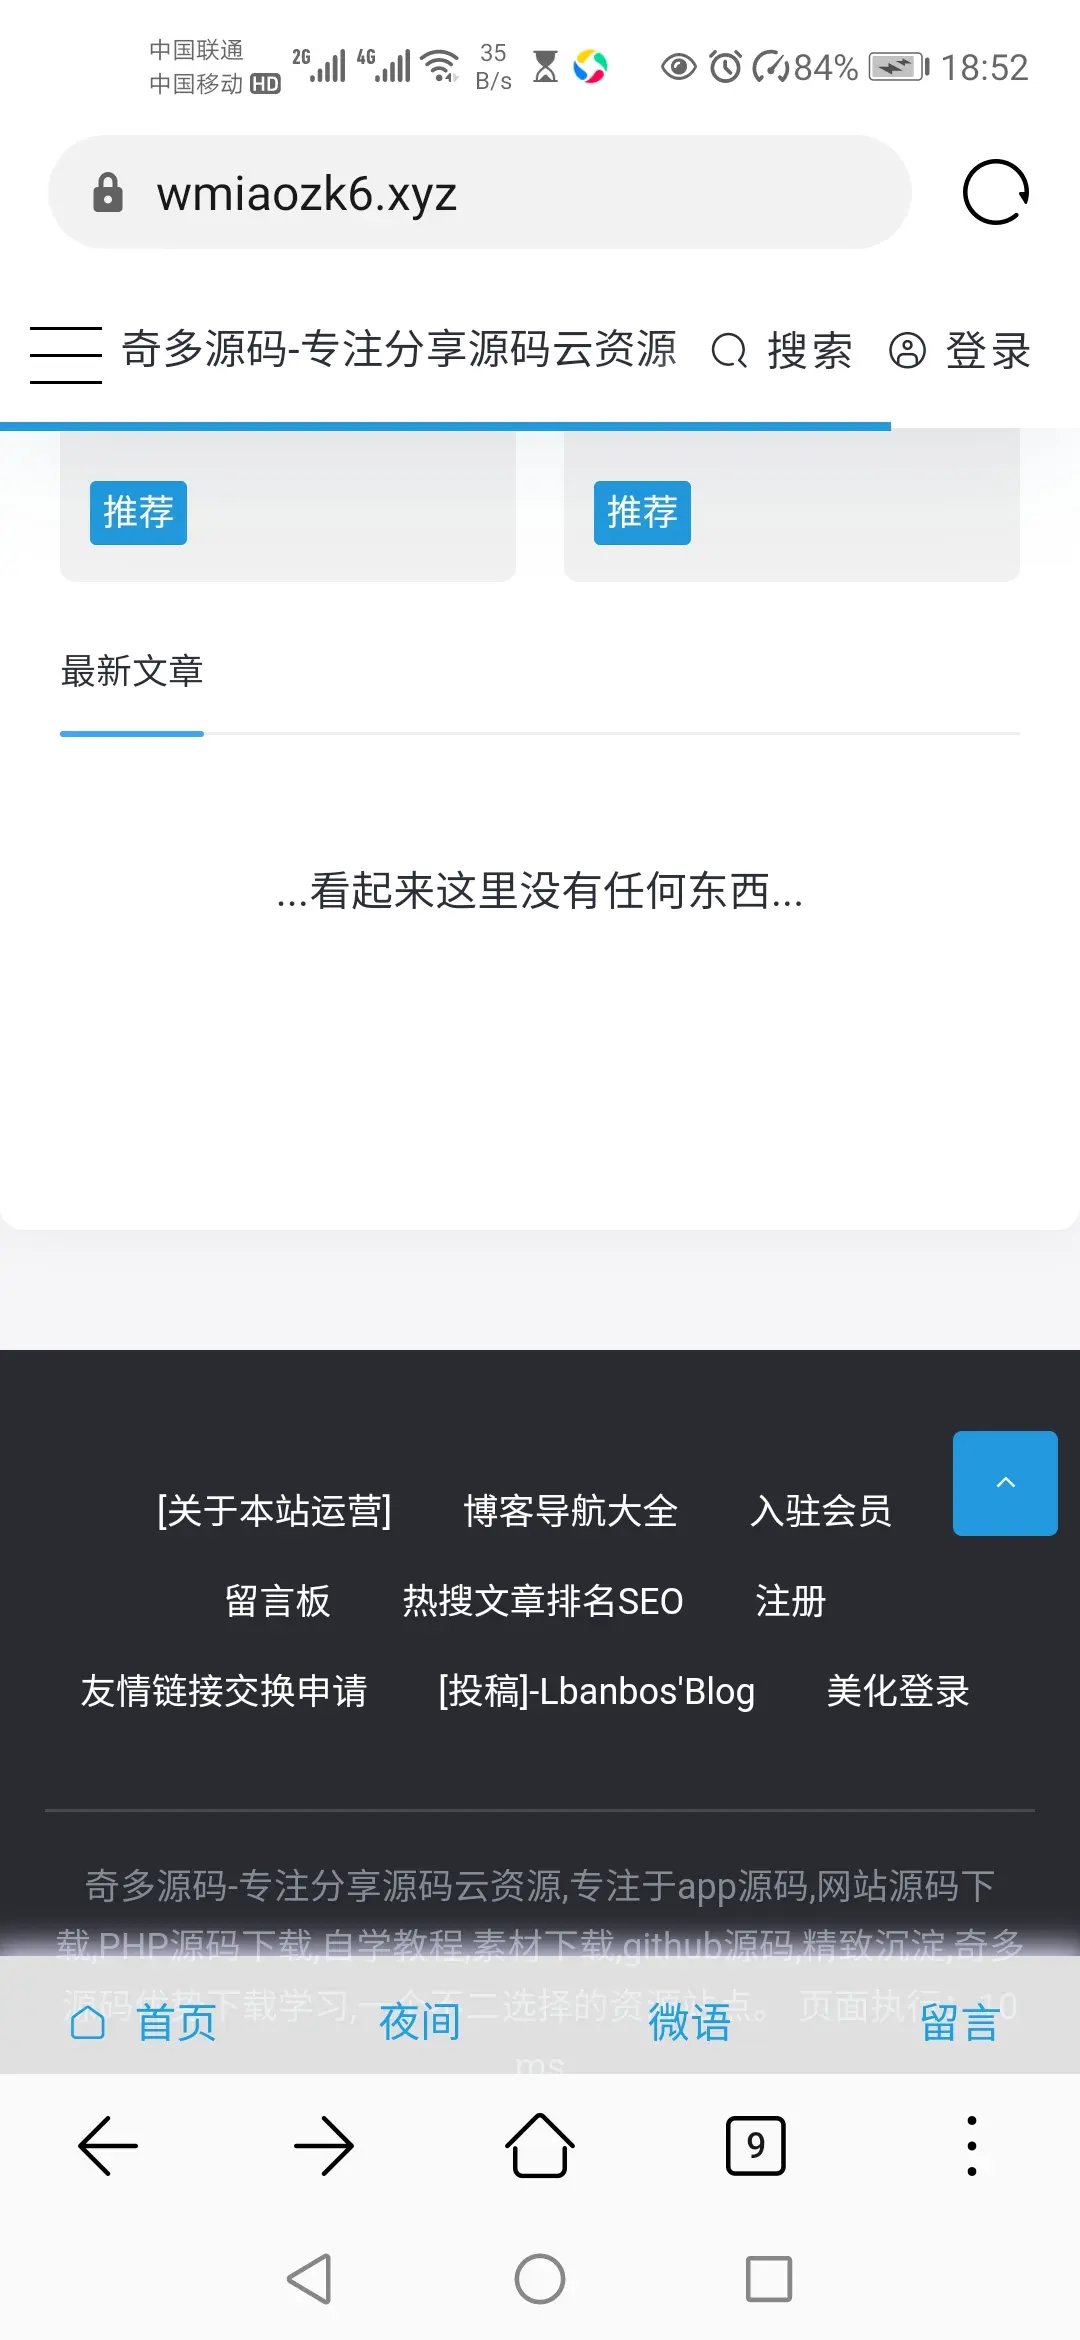 中国联通
中国移动 HD
2G 4G 35 B/s 84% 18:52
wmiaozk6.xyz
奇多源码-专注分享源码云资源 搜索 登录
推荐 推荐
最新文章
...看起来这里没有任何东西...
[关于本站运营] 博客导航大全 入驻会员
留言板 热搜文章排名SEO 注册
友情链接交换申请 [投稿]-Lbanbos'Blog 美化登录
奇多源码-专注分享源码云资源,专注于app源码,网站源码下
载,PHP源码下载,自学教程,素材下载,github源码,精致沉淀,奇多
源码优势下载学习,一个不二选择的资源站点。 页面执行: 10
ms
首页 夜间 微语 留言
9